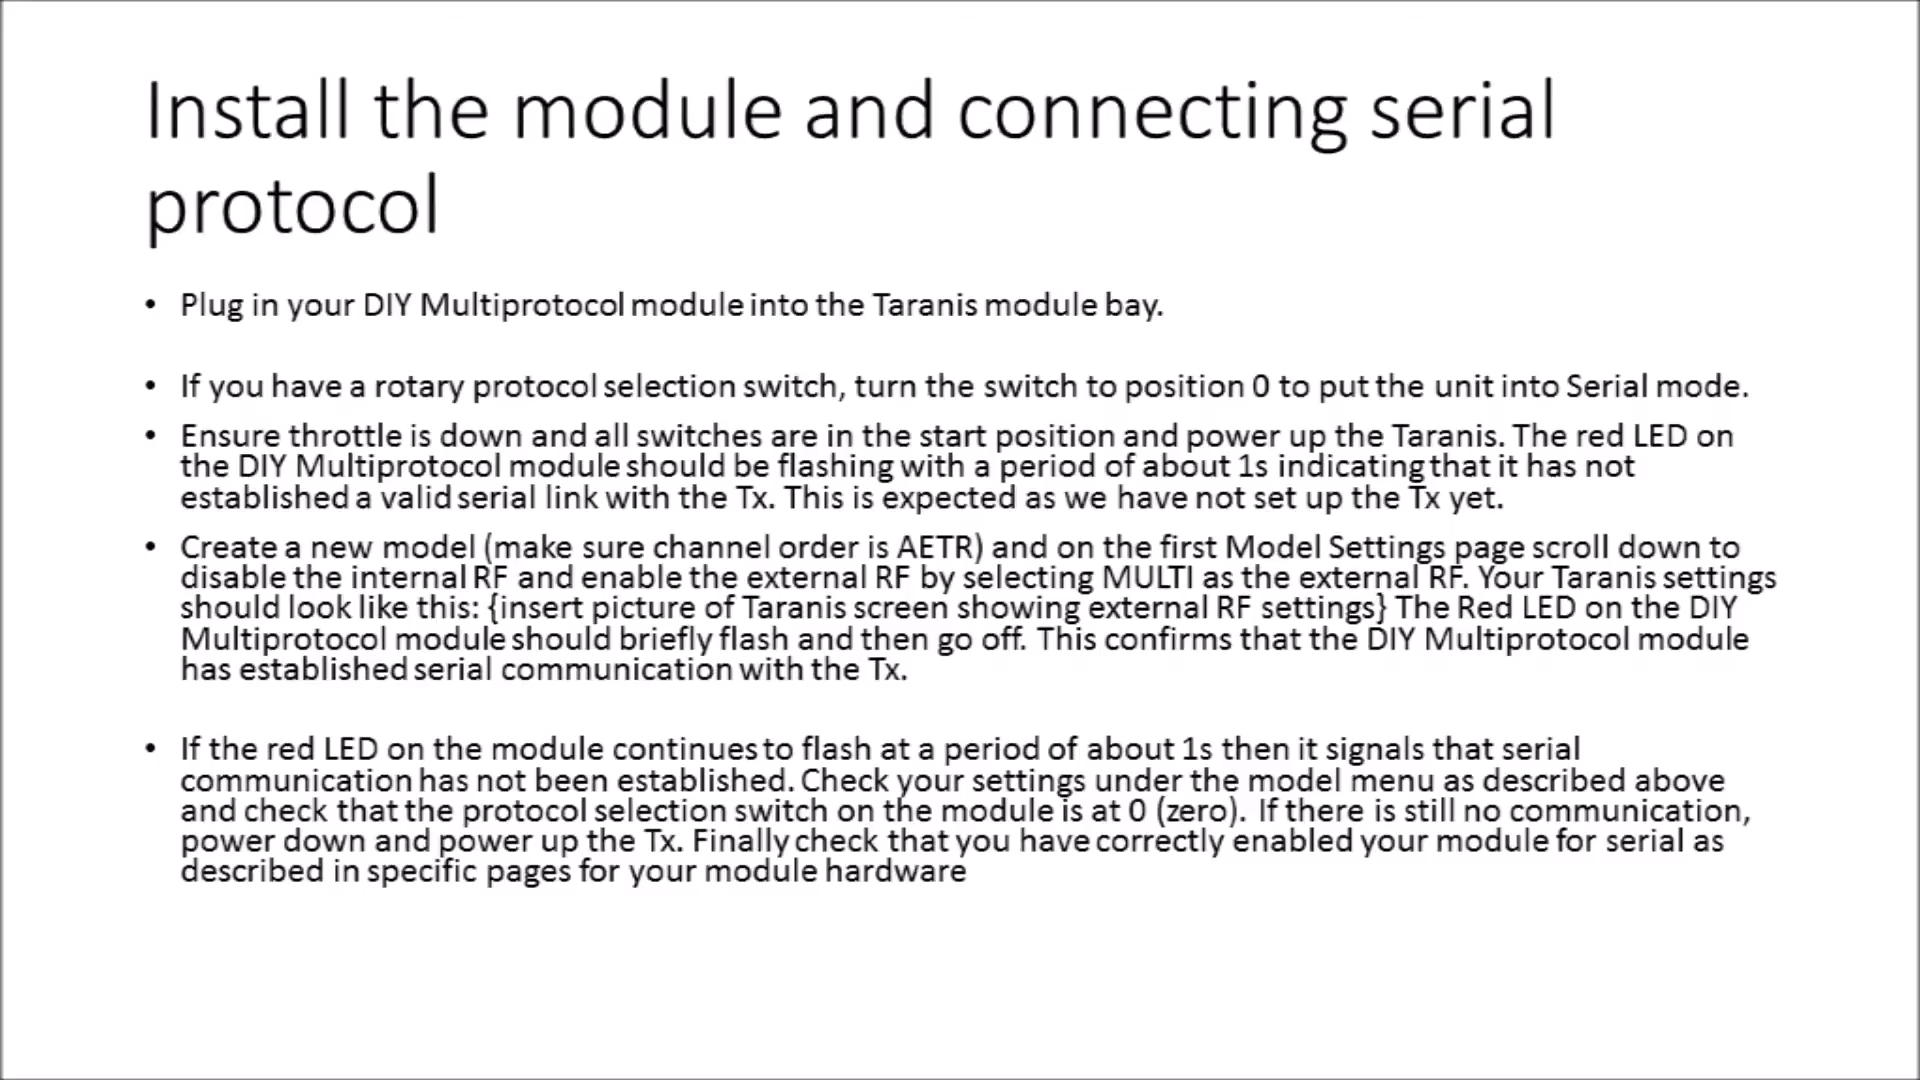 Install the module and connecting serial
protocol
• Plug in your DIY Multiprotocol module into the Taranis module bay.
• If you have a rotary protocol selection switch, turn the switch to position 0 to put the unit into Serial mode.
• Ensure throttle is down and all switches are in the start position and power up the Taranis. The red LED on
the DIY Multiprotocol module should be flashing with a period of about 1s indicating that it has not
established a valid serial link with the Tx. This is expected as we have not set up the Tx yet.
• Create a new model (make sure channel order is AETR) and on the first Model Settings page scroll down to
disable the internal RF and enable the external RF by selecting MULTI as the external RF. Your Taranis settings
should look like this: {insert picture of Taranis screen showing external RF settings} The Red LED on the DIY
Multiprotocol module should briefly flash and then go off. This confirms that the DIY Multiprotocol module
has established serial communication with the Tx.
• If the red LED on the module continues to flash at a period of about 1s then it signals that serial
communication has not been established. Check your settings under the model menu as described above
and check that the protocol selection switch on the module is at 0 (zero). If there is still no communication,
power down and power up the Tx. Finally check that you have correctly enabled your module for serial as
described in specific pages for your module hardware